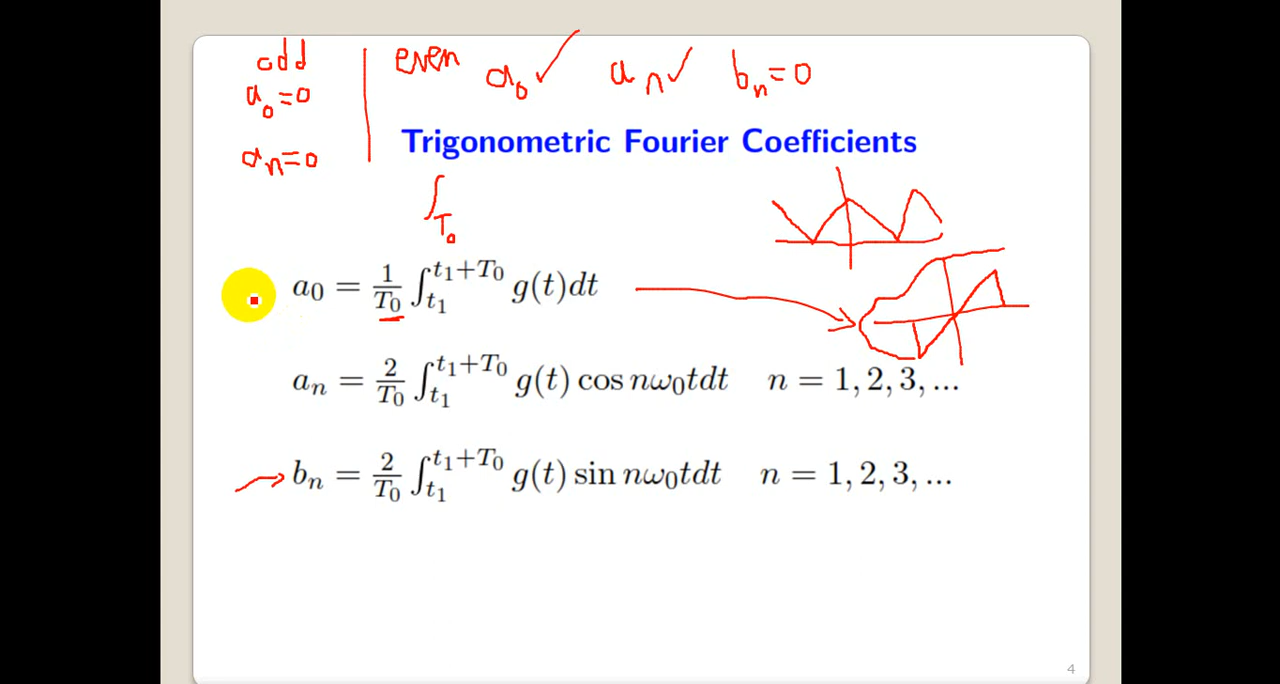 odd
a₀=0
aₙ=0
even a₀✓ aₙ✓ bₙ=0
Trigonometric Fourier Coefficients
∫T₀
a₀ = 1/T₀ ∫t₁^t₁+T₀ g(t)dt
aₙ = 2/T₀ ∫t₁^t₁+T₀ g(t) cos nω₀tdt n = 1, 2, 3, ...
bₙ = 2/T₀ ∫t₁^t₁+T₀ g(t) sin nω₀tdt n = 1, 2, 3, ...
4